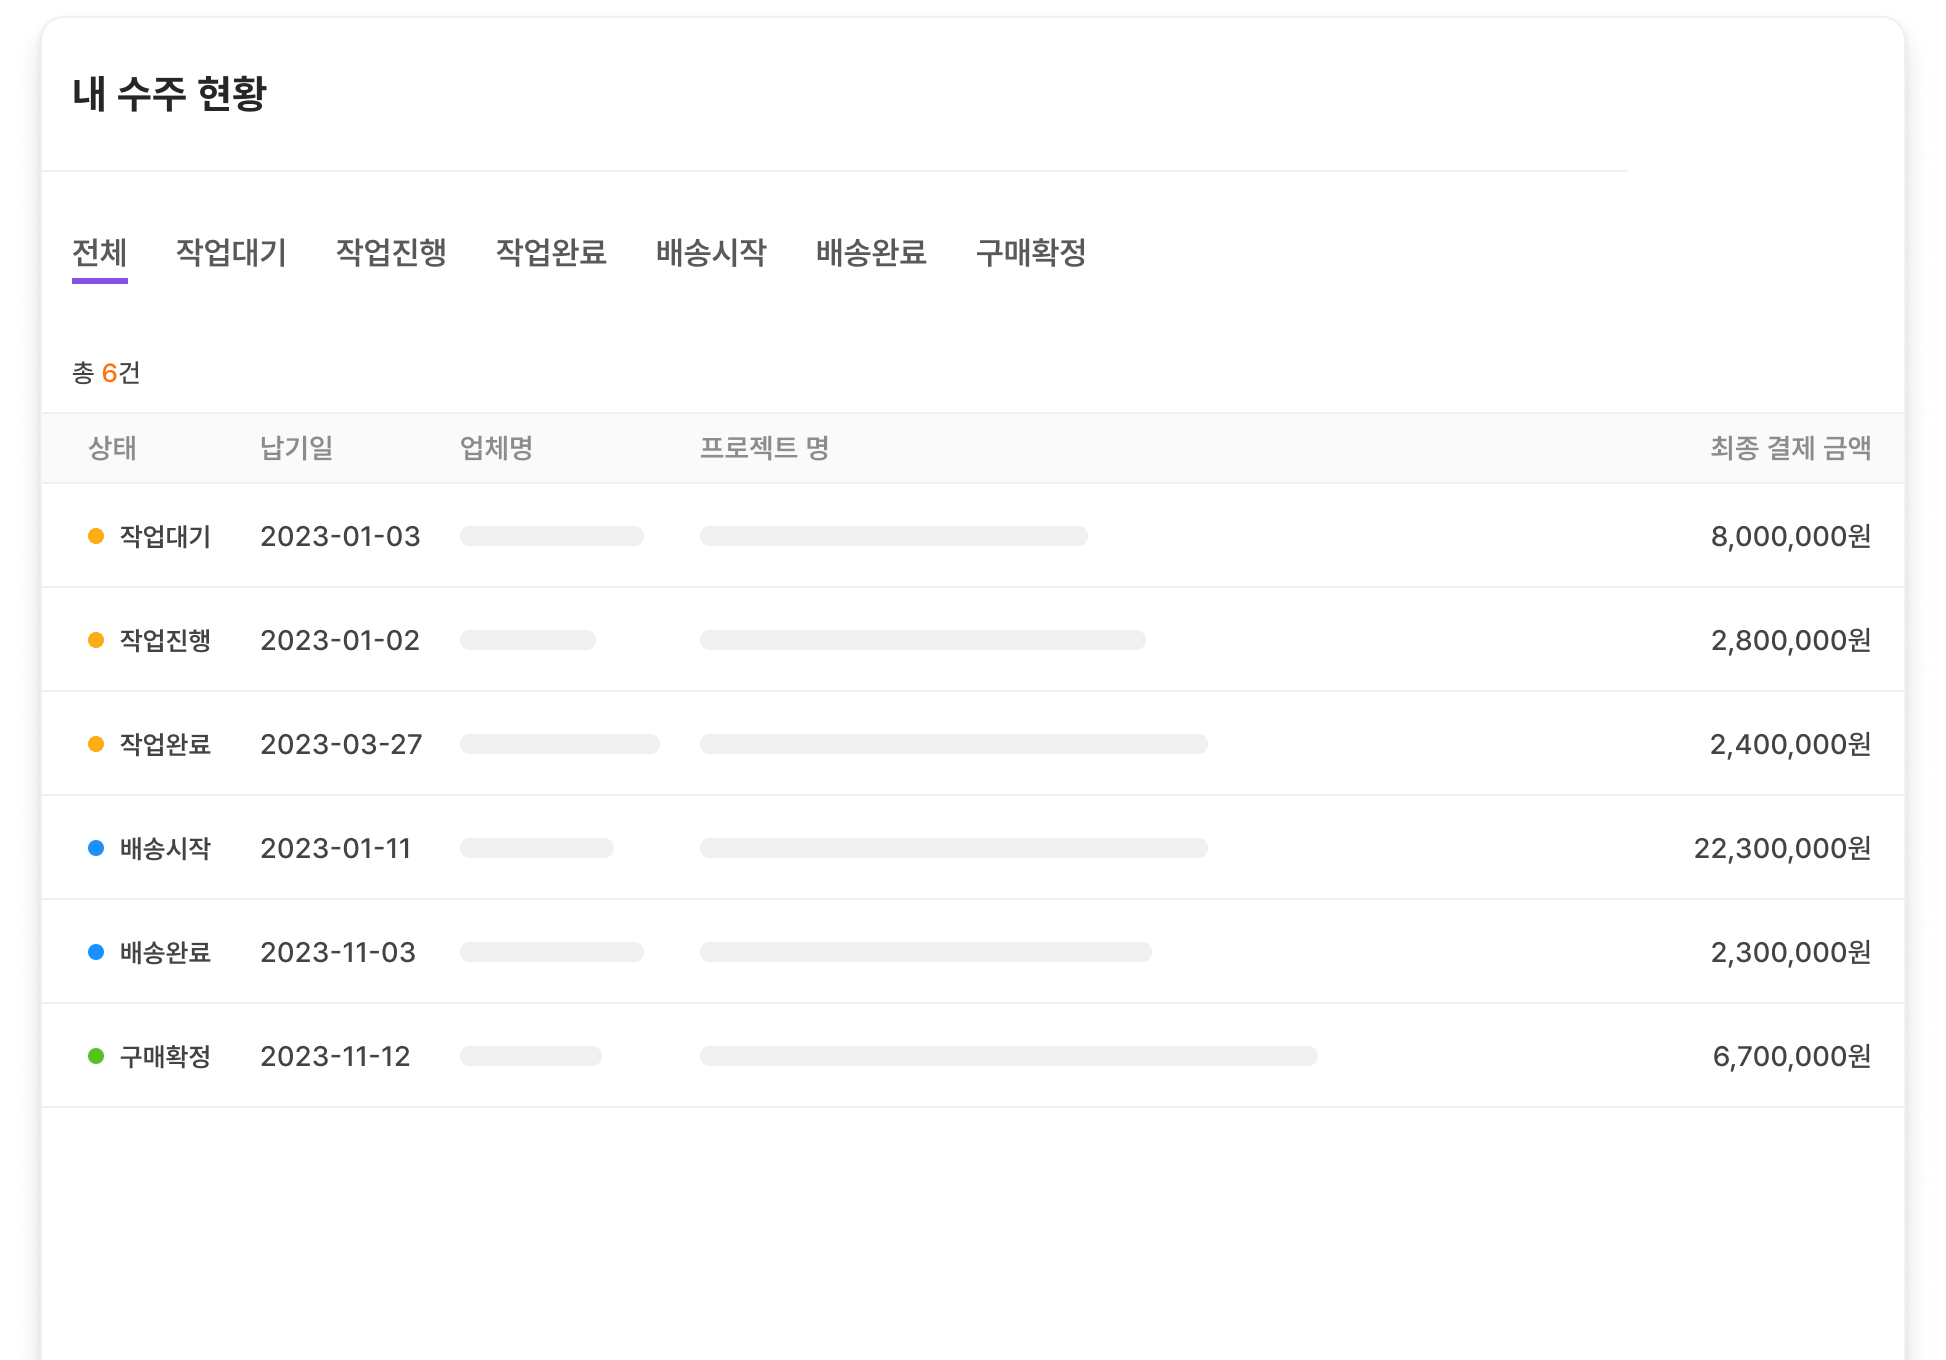 내 수주 현황
전체 작업대기 작업진행 작업완료 배송시작 배송완료 구매확정
총 6건
상태 납기일 업체명 프로젝트 명 최종 결제 금액
작업대기 2023-01-03 8,000,000원
작업진행 2023-01-02 2,800,000원
작업완료 2023-03-27 2,400,000원
배송시작 2023-01-11 22,300,000원
배송완료 2023-11-03 2,300,000원
구매확정 2023-11-12 6,700,000원